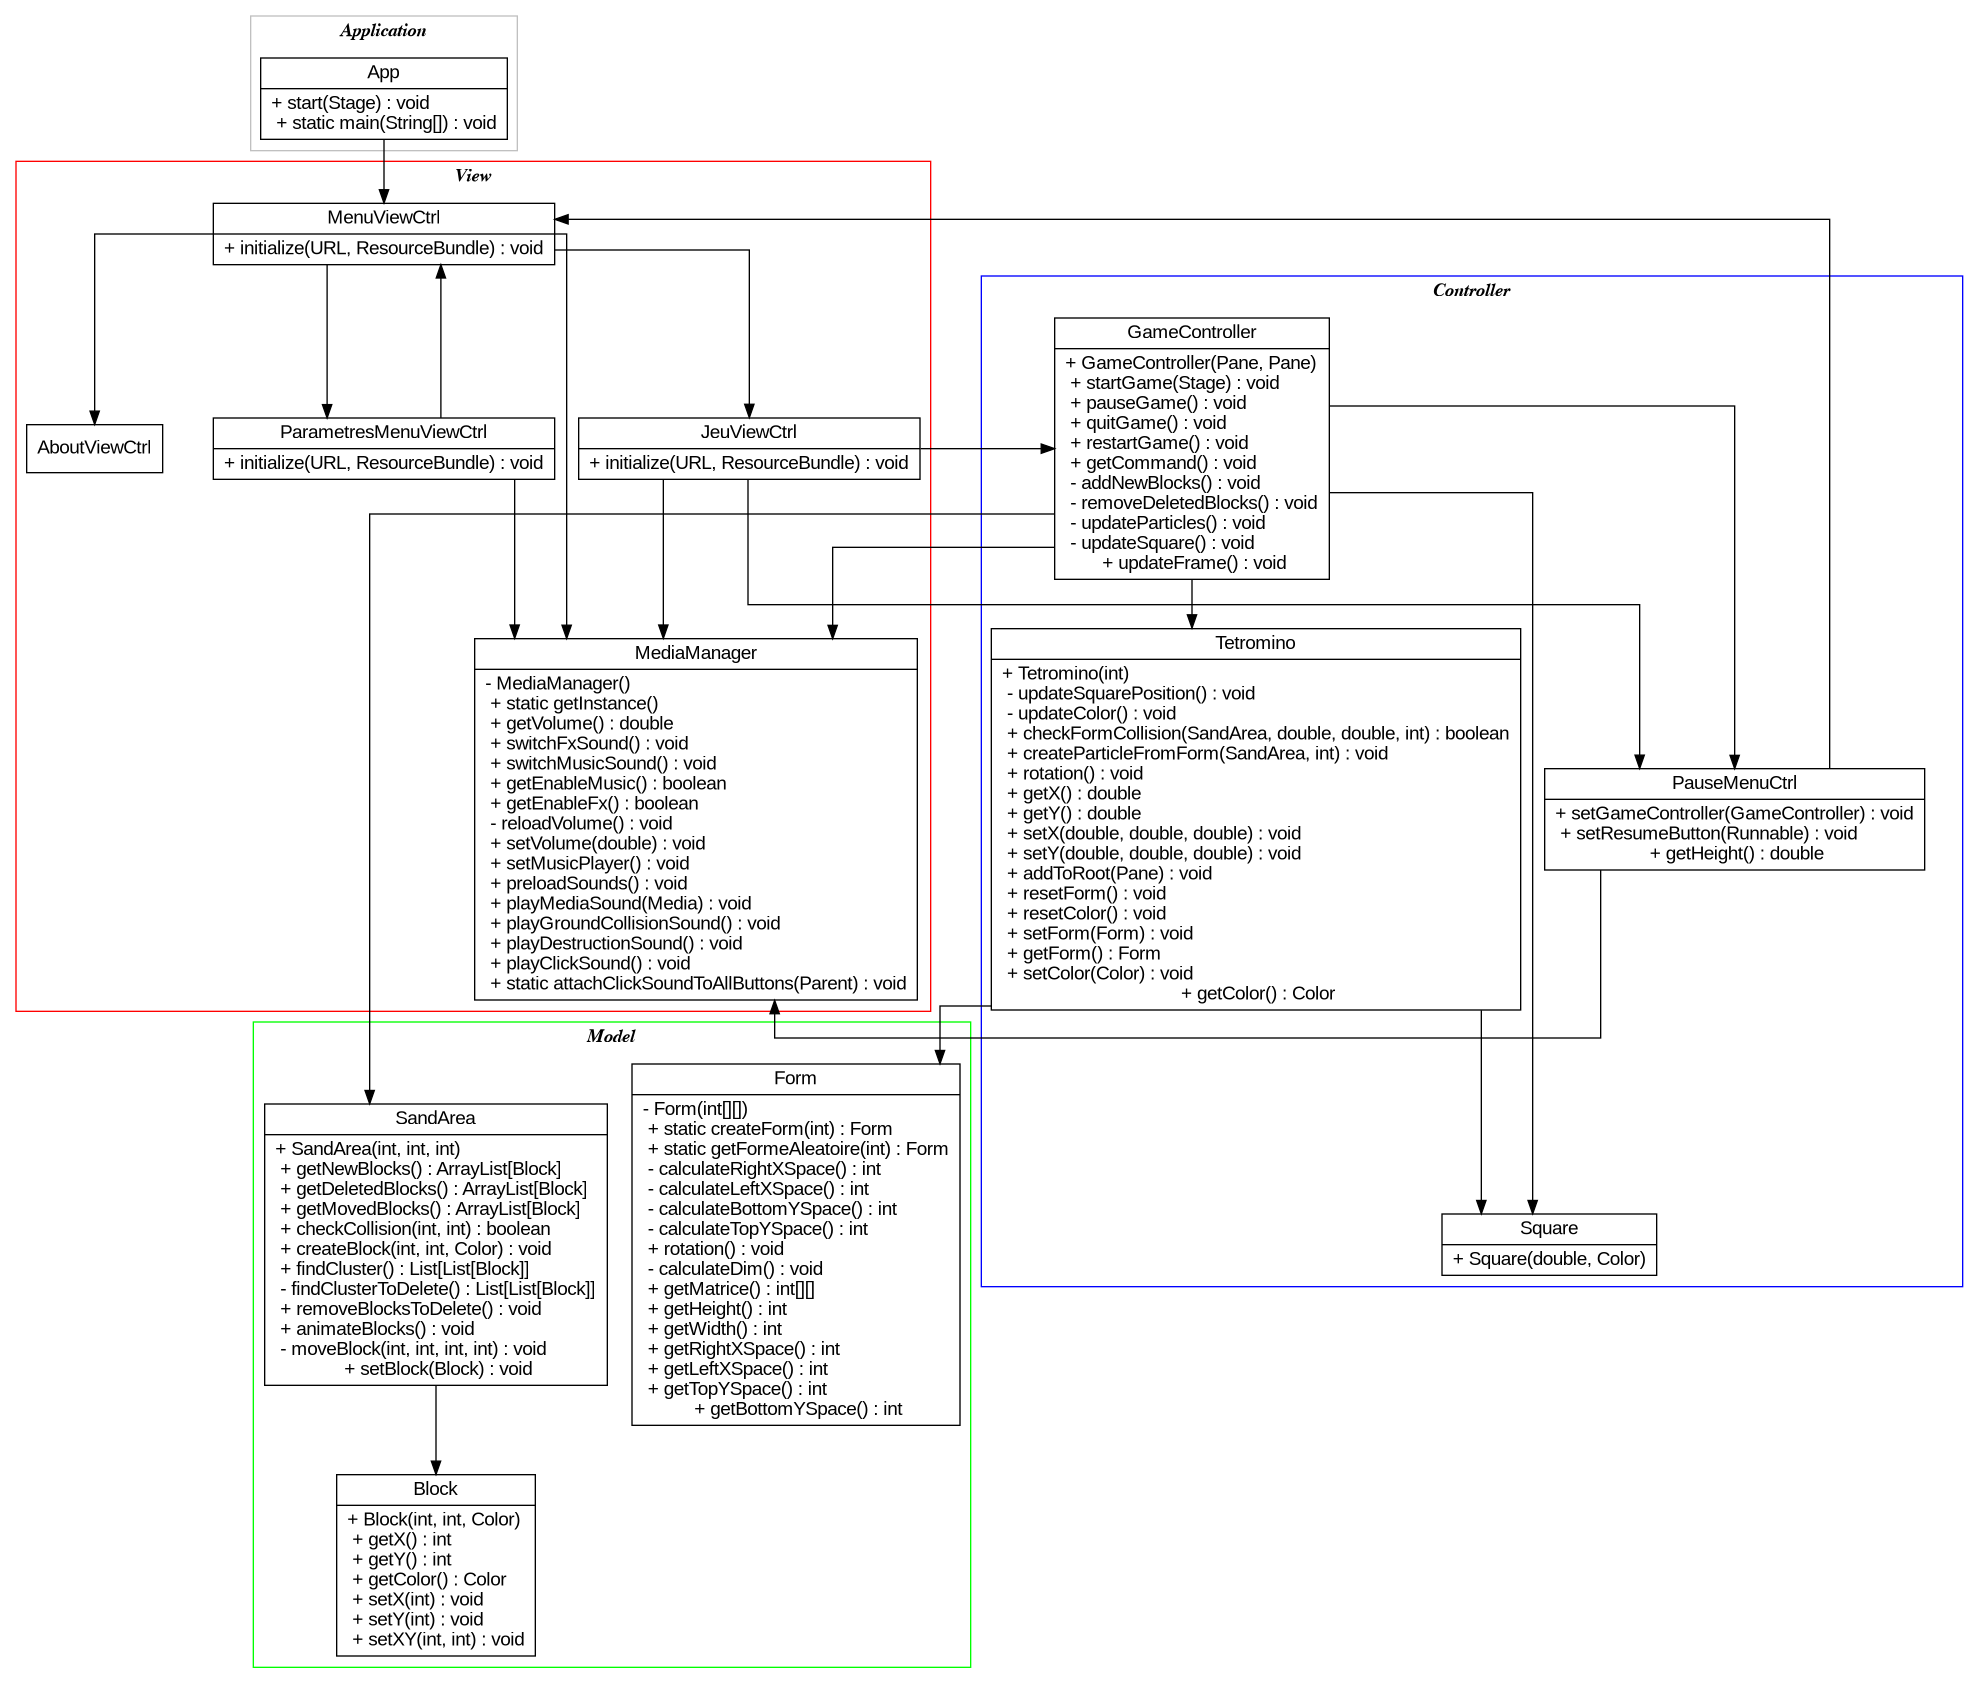 Application
App
+ start(Stage) : void
+ static main(String[]) : void
View
MenuViewCtrl
+ initialize(URL, ResourceBundle) : void
AboutViewCtrl
ParametresMenuViewCtrl
+ initialize(URL, ResourceBundle) : void
JeuViewCtrl
+ initialize(URL, ResourceBundle) : void
MediaManager
- MediaManager()
+ static getInstance()
+ getVolume() : double
+ switchFxSound() : void
+ switchMusicSound() : void
+ getEnableMusic() : boolean
+ getEnableFx() : boolean
- reloadVolume() : void
+ setVolume(double) : void
+ setMusicPlayer() : void
+ preloadSounds() : void
+ playMediaSound(Media) : void
+ playGroundCollisionSound() : void
+ playDestructionSound() : void
+ playClickSound() : void
+ static attachClickSoundToAllButtons(Parent) : void
Controller
GameController
+ GameController(Pane, Pane)
+ startGame(Stage) : void
+ pauseGame() : void
+ quitGame() : void
+ restartGame() : void
+ getCommand() : void
- addNewBlocks() : void
- removeDeletedBlocks() : void
- updateParticles() : void
- updateSquare() : void
+ updateFrame() : void
Tetromino
+ Tetromino(int)
- updateSquarePosition() : void
- updateColor() : void
+ checkFormCollision(SandArea, double, double, int) : boolean
+ createParticleFromForm(SandArea, int) : void
+ rotation() : void
+ getX() : double
+ getY() : double
+ setX(double, double, double) : void
+ setY(double, double, double) : void
+ addToRoot(Pane) : void
+ resetForm() : void
+ resetColor() : void
+ setForm(Form) : void
+ getForm() : Form
+ setColor(Color) : void
+ getColor() : Color
PauseMenuCtrl
+ setGameController(GameController) : void
+ setResumeButton(Runnable) : void
+ getHeight() : double
Square
+ Square(double, Color)
Model
SandArea
+ SandArea(int, int, int)
+ getNewBlocks() : ArrayList[Block]
+ getDeletedBlocks() : ArrayList[Block]
+ getMovedBlocks() : ArrayList[Block]
+ checkCollision(int, int) : boolean
+ createBlock(int, int, Color) : void
+ findCluster() : List[List[Block]]
- findClusterToDelete() : List[List[Block]]
+ removeBlocksToDelete() : void
+ animateBlocks() : void
- moveBlock(int, int, int, int) : void
+ setBlock(Block) : void
Form
- Form(int[][])
+ static createForm(int) : Form
+ static getFormeAleatoire(int) : Form
- calculateRightXSpace() : int
- calculateLeftXSpace() : int
- calculateBottomYSpace() : int
- calculateTopYSpace() : int
+ rotation() : void
- calculateDim() : void
+ getMatrice() : int[][]
+ getHeight() : int
+ getWidth() : int
+ getRightXSpace() : int
+ getLeftXSpace() : int
+ getTopYSpace() : int
+ getBottomYSpace() : int
Block
+ Block(int, int, Color)
+ getX() : int
+ getY() : int
+ getColor() : Color
+ setX(int) : void
+ setY(int) : void
+ setXY(int, int) : void